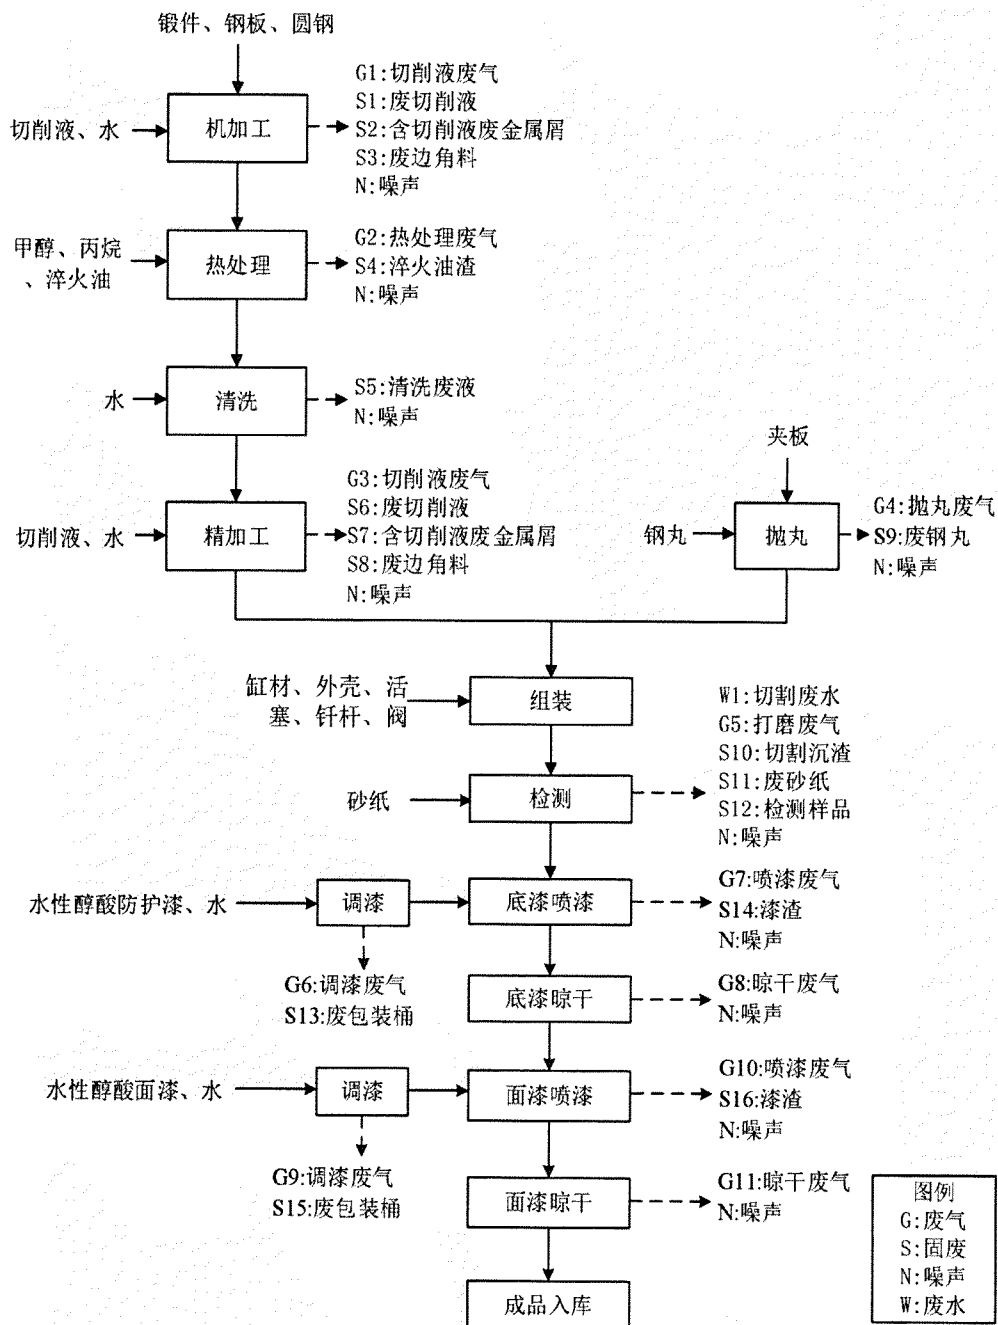 锻件、钢板、圆钢
切削液、水
机加工
G1:切削液废气
S1:废切削液
S2:含切削液废金属屑
S3:废边角料
N:噪声
甲醇、丙烷
、淬火油
热处理
G2:热处理废气
S4:淬火油渣
N:噪声
水
清洗
S5:清洗废液
N:噪声
切削液、水
精加工
G3:切削液废气
S6:废切削液
S7:含切削液废金属屑
S8:废边角料
N:噪声
夹板
钢丸
抛丸
G4:抛丸废气
S9:废钢丸
N:噪声
缸材、外壳、活
塞、钎杆、阀
组装
砂纸
检测
W1:切割废水
G5:打磨废气
S10:切割沉渣
S11:废砂纸
S12:检测样品
N:噪声
水性醇酸防护漆、水
调漆
G6:调漆废气
S13:废包装桶
底漆喷漆
G7:喷漆废气
S14:漆渣
N:噪声
底漆晾干
G8:晾干废气
N:噪声
水性醇酸面漆、水
调漆
G9:调漆废气
S15:废包装桶
面漆喷漆
G10:喷漆废气
S16:漆渣
N:噪声
面漆晾干
G11:晾干废气
N:噪声
成品入库
图例
G:废气
S:固废
N:噪声
W:废水